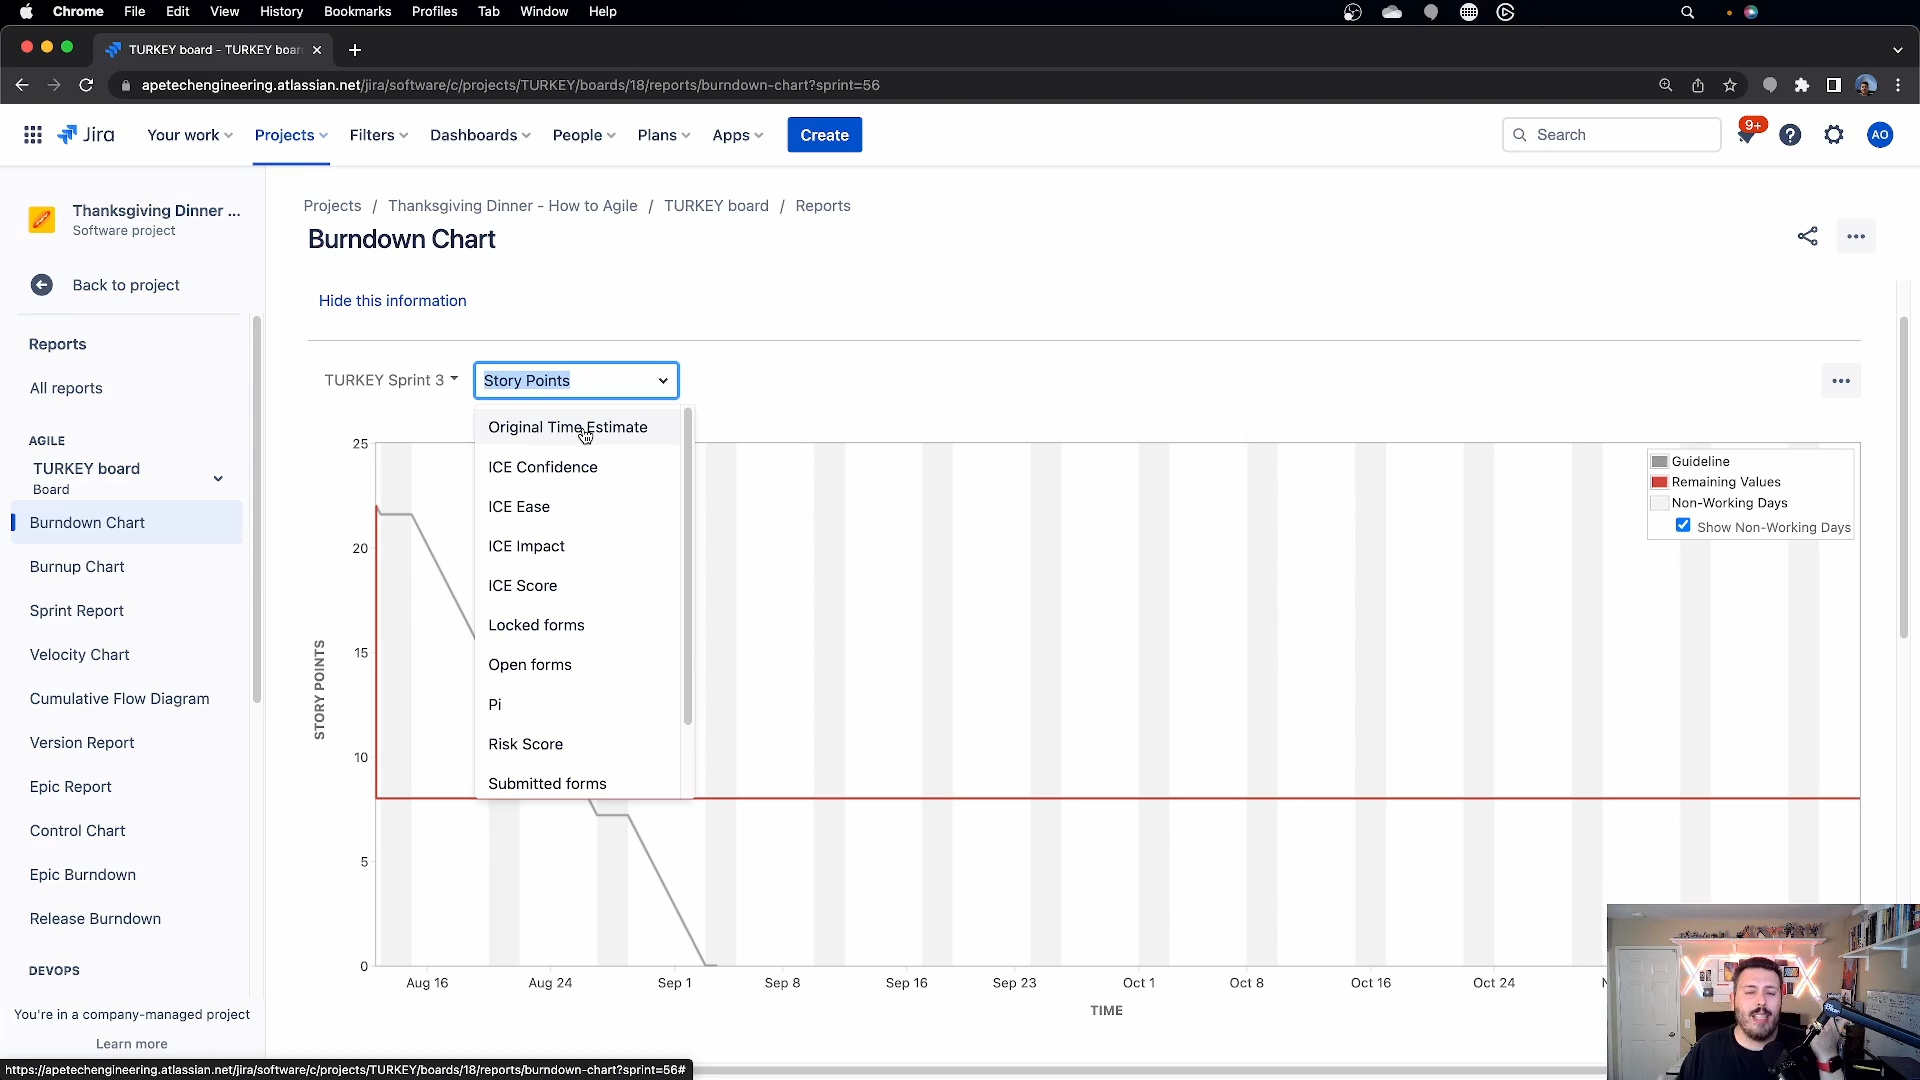 Chrome File Edit View History Bookmarks Profiles Tab Window Help
TURKEY board - TURKEY boar
apetechengineering.atlassian.net/jira/software/c/projects/TURKEY/boards/18/reports/burndown-chart?sprint=56
Jira Your work Projects Filters Dashboards People Plans Apps Create Search 9+ AO
Thanksgiving Dinner ...
Software project
Back to project
Reports
All reports
AGILE
TURKEY board
Board
Burndown Chart
Burnup Chart
Sprint Report
Velocity Chart
Cumulative Flow Diagram
Version Report
Epic Report
Control Chart
Epic Burndown
Release Burndown
DEVOPS
You're in a company-managed project
Learn more
Projects / Thanksgiving Dinner - How to Agile / TURKEY board / Reports
Burndown Chart
Hide this information
TURKEY Sprint 3 Story Points
Original Time Estimate
ICE Confidence
ICE Ease
ICE Impact
ICE Score
Locked forms
Open forms
Pi
Risk Score
Submitted forms
Guideline
Remaining Values
Non-Working Days
Show Non-Working Days
STORY POINTS
25
20
15
10
5
0
Aug 16 Aug 24 Sep 1 Sep 8 Sep 16 Sep 23 Oct 1 Oct 8 Oct 16 Oct 24
TIME
https://apetechengineering.atlassian.net/jira/software/c/projects/TURKEY/boards/18/reports/burndown-chart?sprint=56#